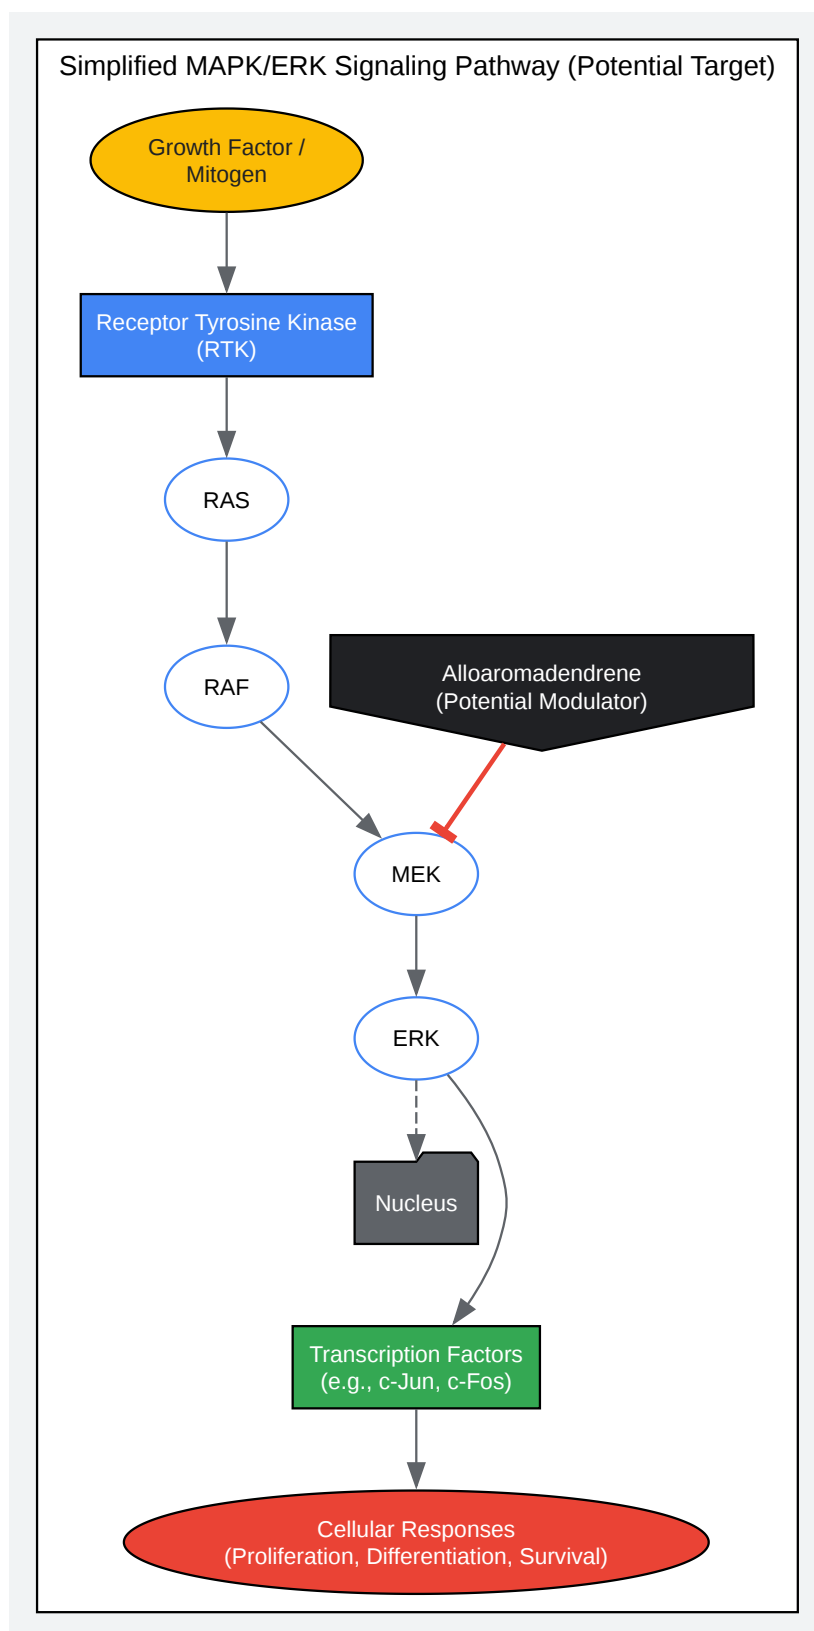 Simplified MAPK/ERK Signaling Pathway (Potential Target)
Growth Factor /
Mitogen
Receptor Tyrosine Kinase
(RTK)
RAS
RAF
Alloaromadendrene
(Potential Modulator)
MEK
ERK
Nucleus
Transcription Factors
(e.g., c-Jun, c-Fos)
Cellular Responses
(Proliferation, Differentiation, Survival)